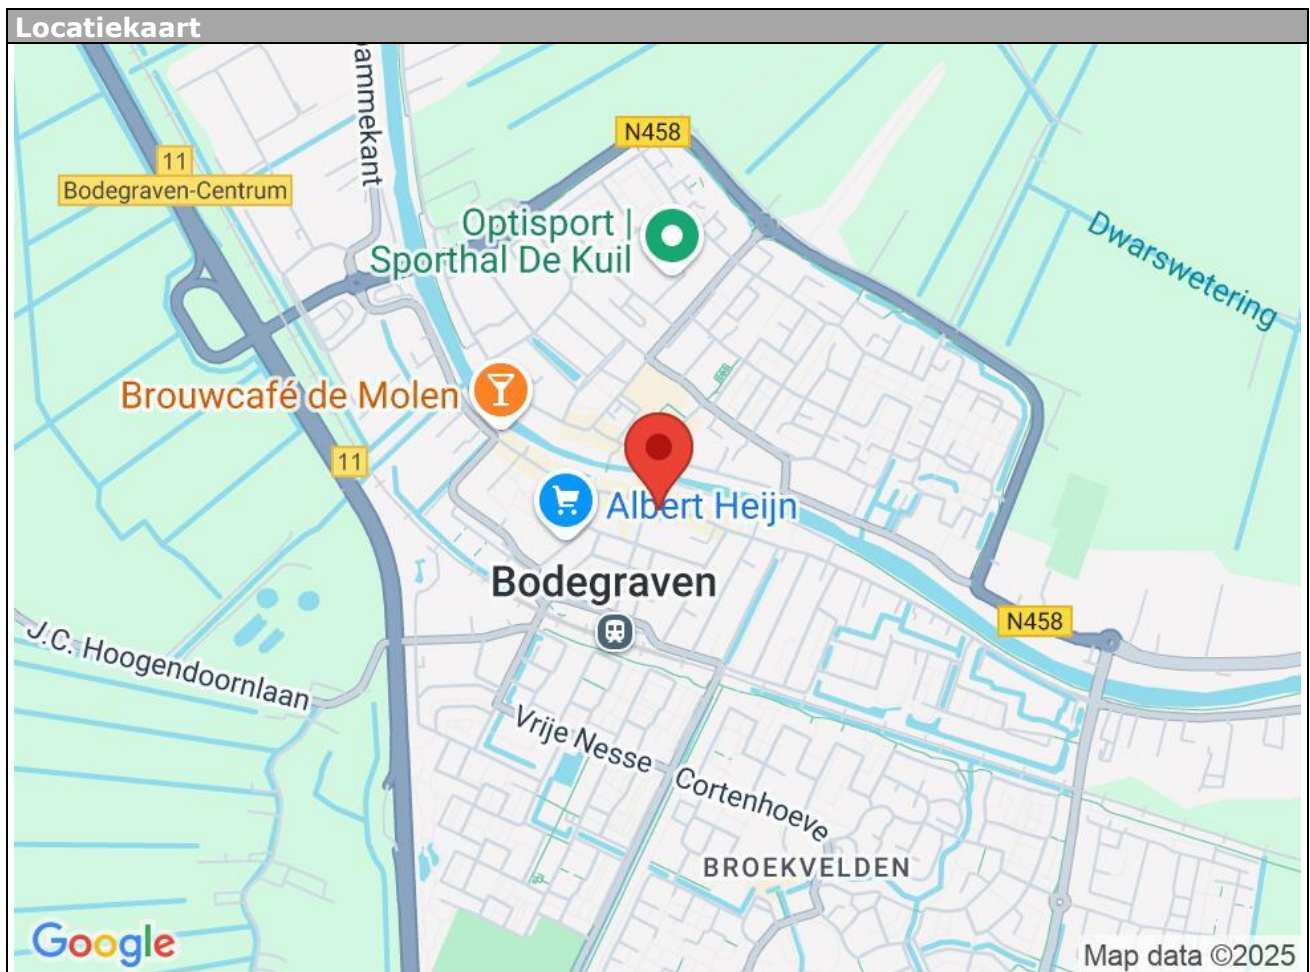 Locatiekaart
N458
11
Bodegraven-Centrum
Optisport |
Sporthal De Kuil
Dwarswetering
Brouwcafé de Molen
11
Albert Heijn
Bodegraven
N458
J.C. Hoogendoornlaan
Vrije Nesse
Cortenhoeve
BROEKVELDEN
Google
Map data ©2025